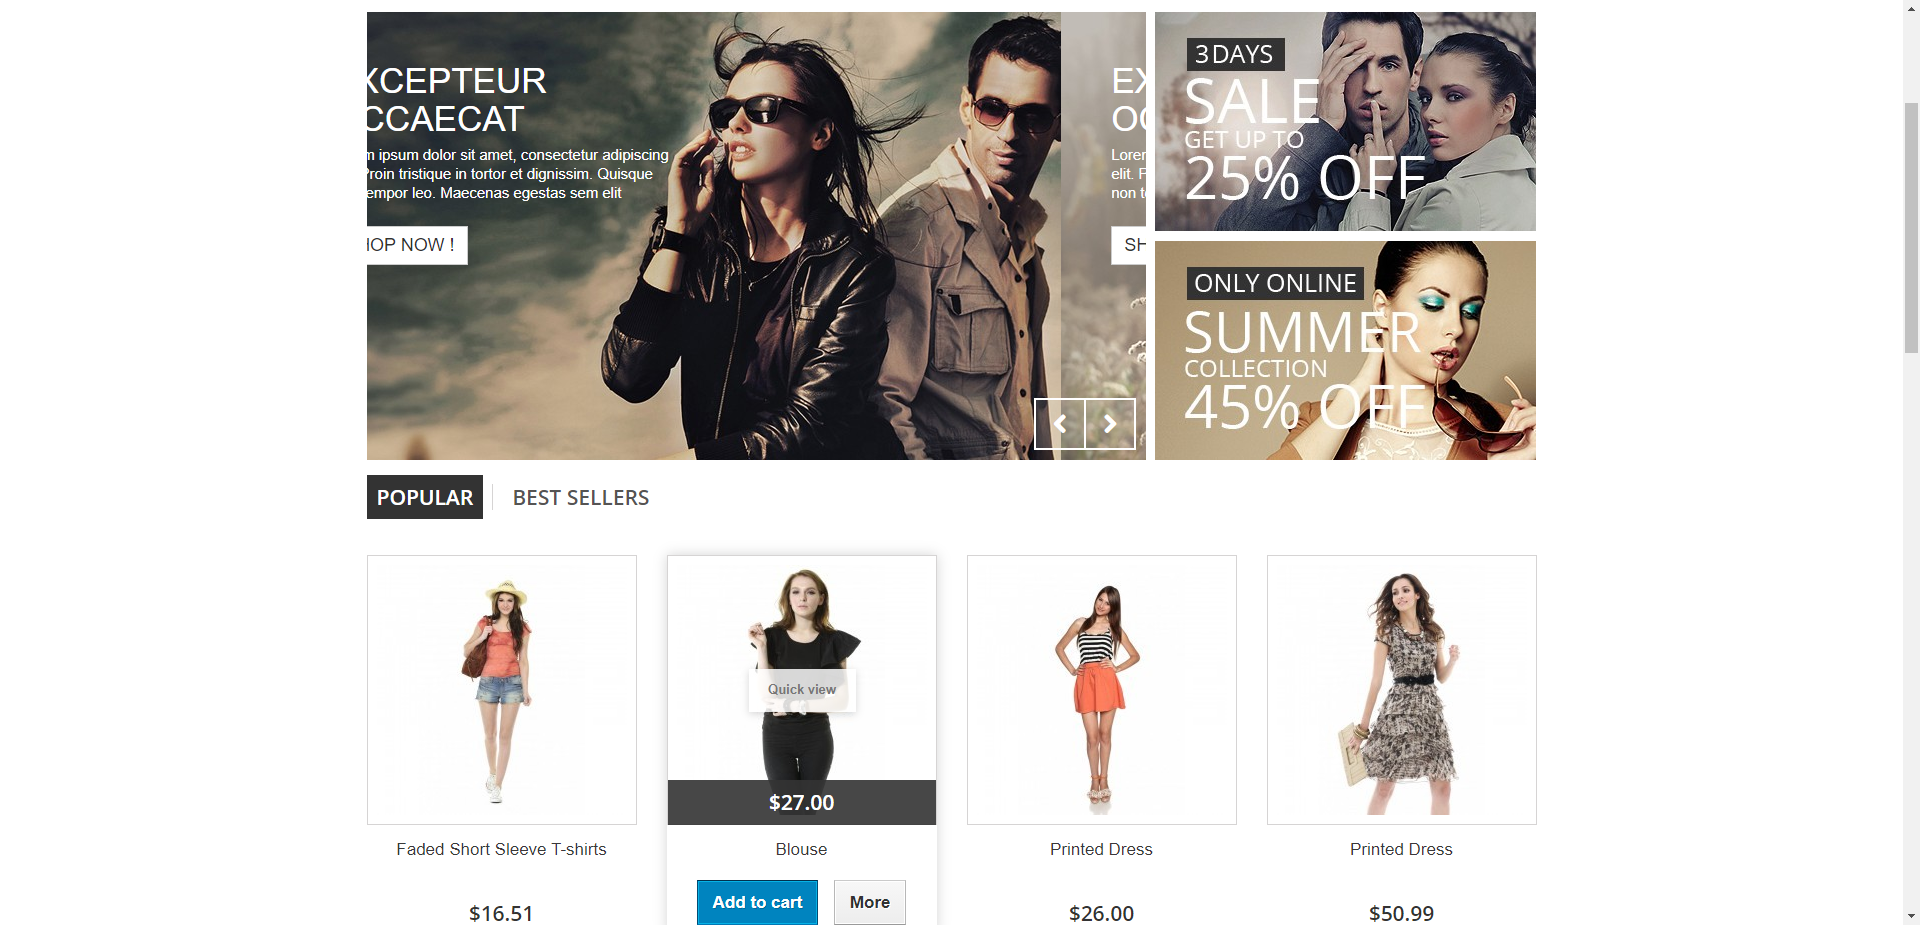 XCEPTEUR
CCAECAT
m ipsum dolor sit amet, consectetur adipiscing
Proin tristique in tortor et dignissim. Quisque
empor leo. Maecenas egestas sem elit
HOP NOW !
EX
OC
Loren
elit. P
non te
SH
3 DAYS
SALE
GET UP TO
25% OFF
ONLY ONLINE
SUMMER
COLLECTION
45% OFF
POPULAR
BEST SELLERS
Quick view
$27.00
Faded Short Sleeve T-shirts
Blouse
Printed Dress
Printed Dress
Add to cart
More
$16.51
$26.00
$50.99